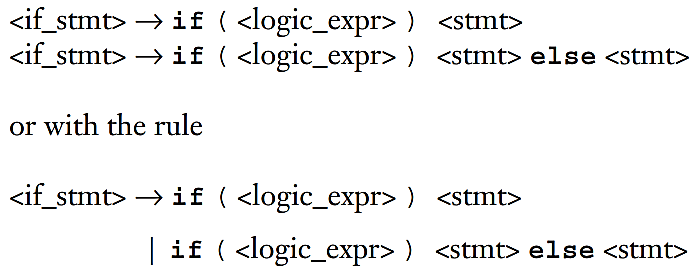 <if_stmt> → if ( <logic_expr> ) <stmt>
<if_stmt> → if ( <logic_expr> ) <stmt> else <stmt>
or with the rule
<if_stmt> → if ( <logic_expr> ) <stmt>
| if ( <logic_expr> ) <stmt> else <stmt>